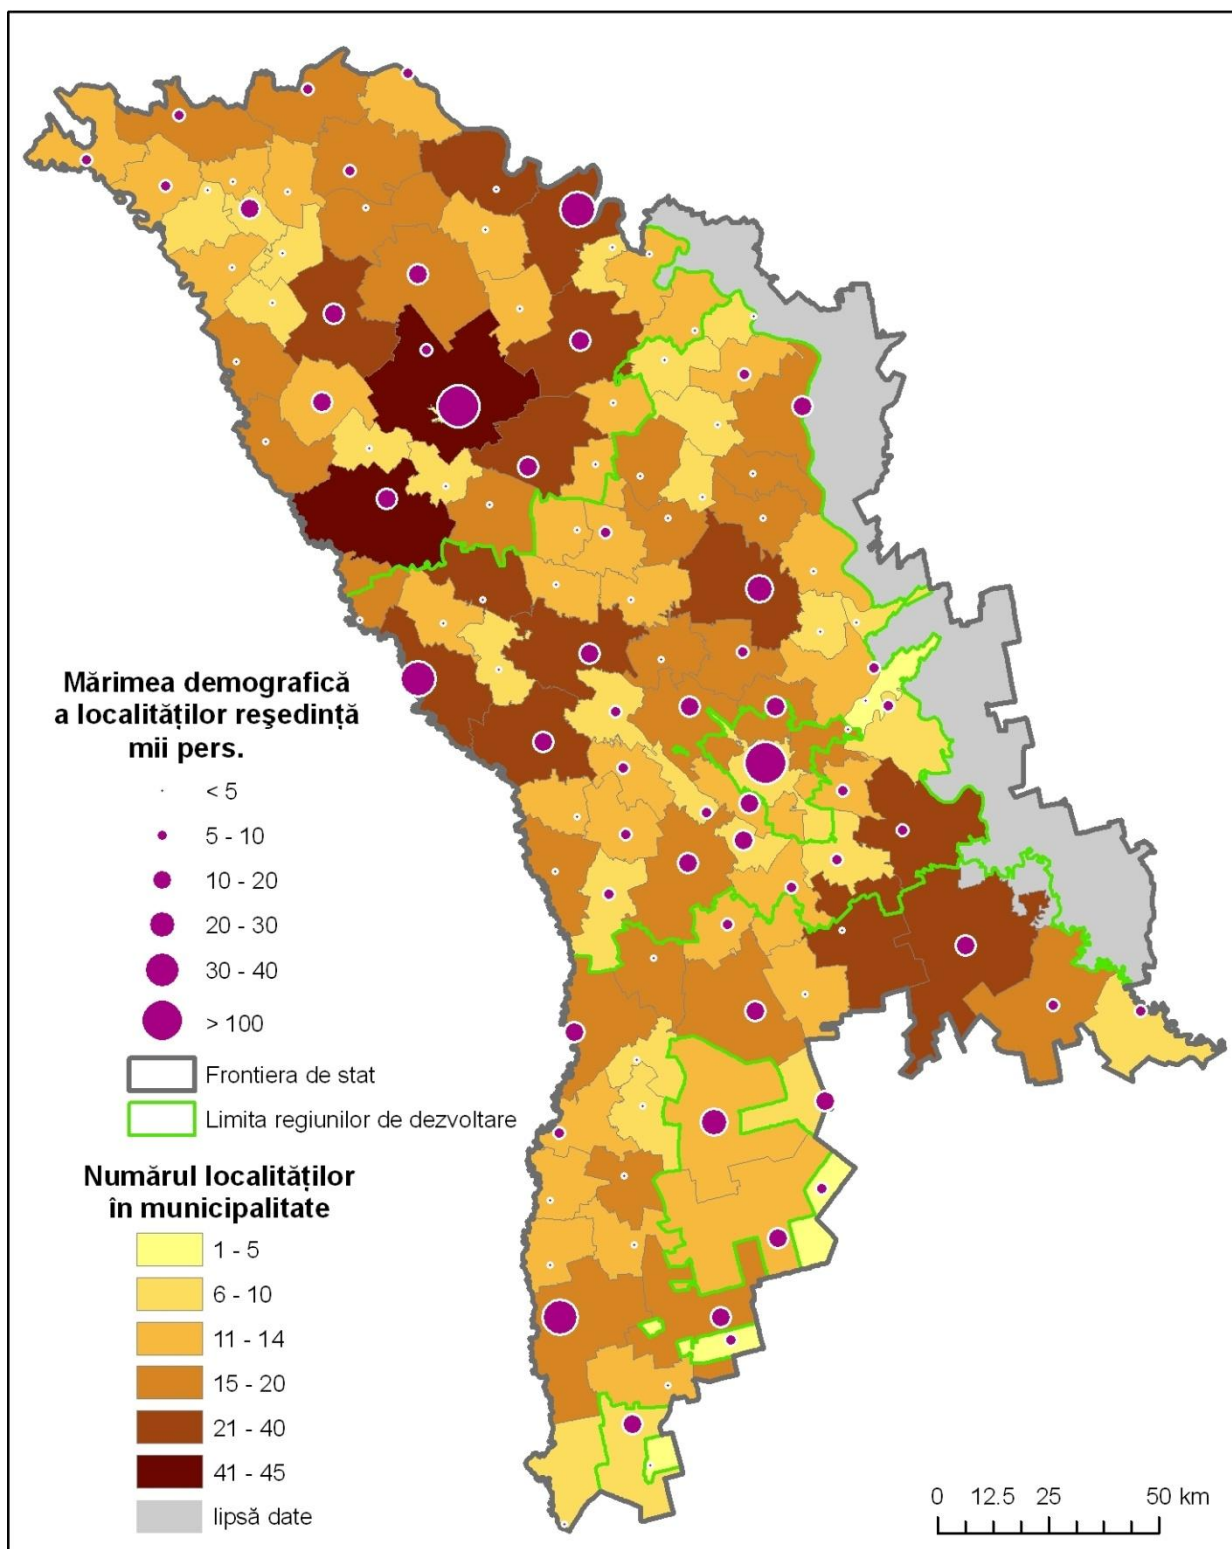 Mărimea demografică
a localităților reşedință
mii pers.
< 5
5 - 10
10 - 20
20 - 30
30 - 40
> 100
Frontiera de stat
Limita regiunilor de dezvoltare
Numărul localităților
în municipalitate
1 - 5
6 - 10
11 - 14
15 - 20
21 - 40
41 - 45
lipsă date
0 12.5 25 50 km